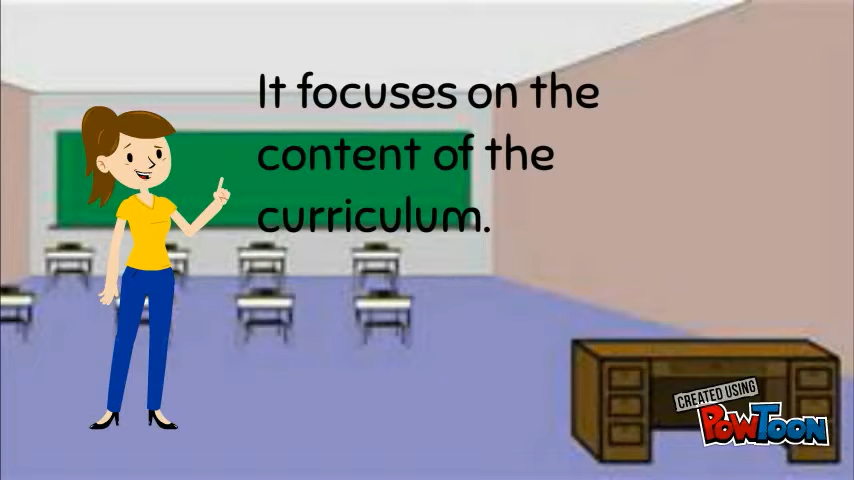 It focuses on the
content of the
curriculum.
CREATED USING
POWTOON